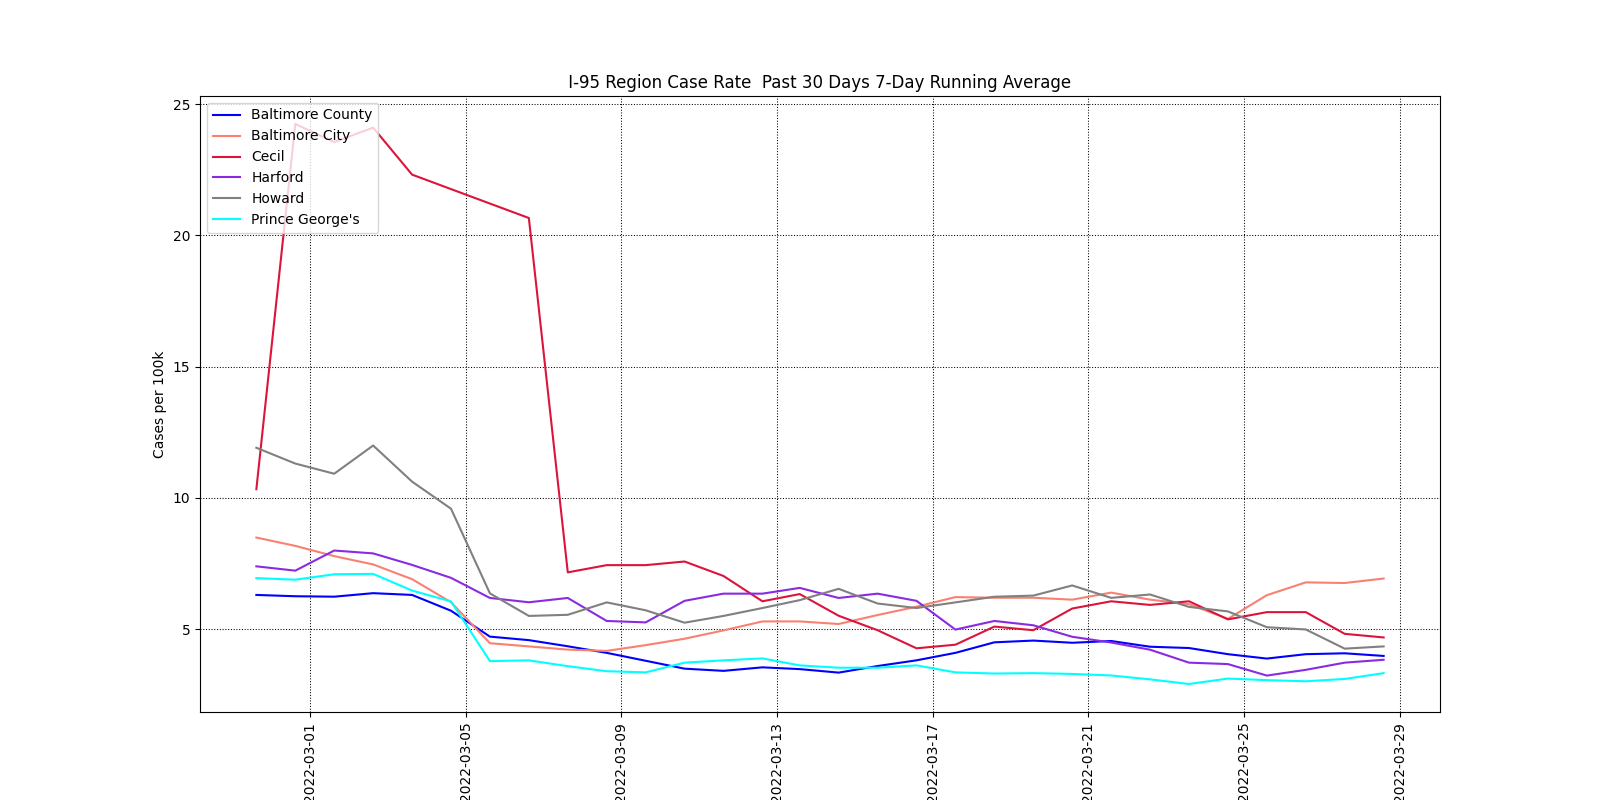 I-95 Region Case Rate  Past 30 Days 7-Day Running Average
25
20
15
10
5
Cases per 100k
Baltimore County
Baltimore City
Cecil
Harford
Howard
Prince George's
2022-03-01
2022-03-05
2022-03-09
2022-03-13
2022-03-17
2022-03-21
2022-03-25
2022-03-29